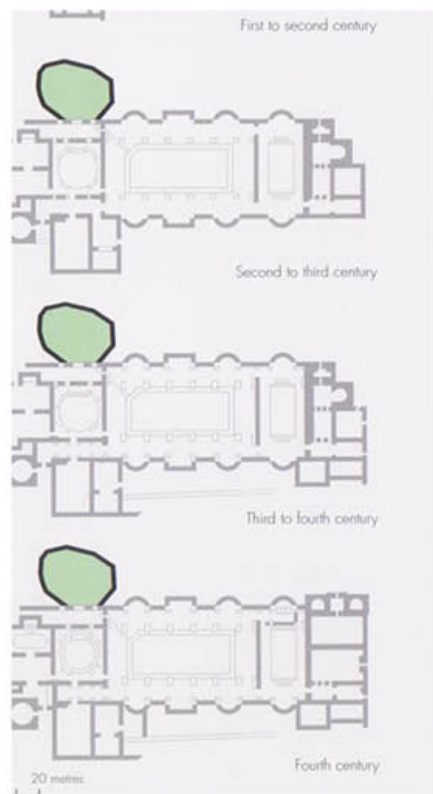 First to second century
Second to third century
Third to fourth century
Fourth century
20 metres